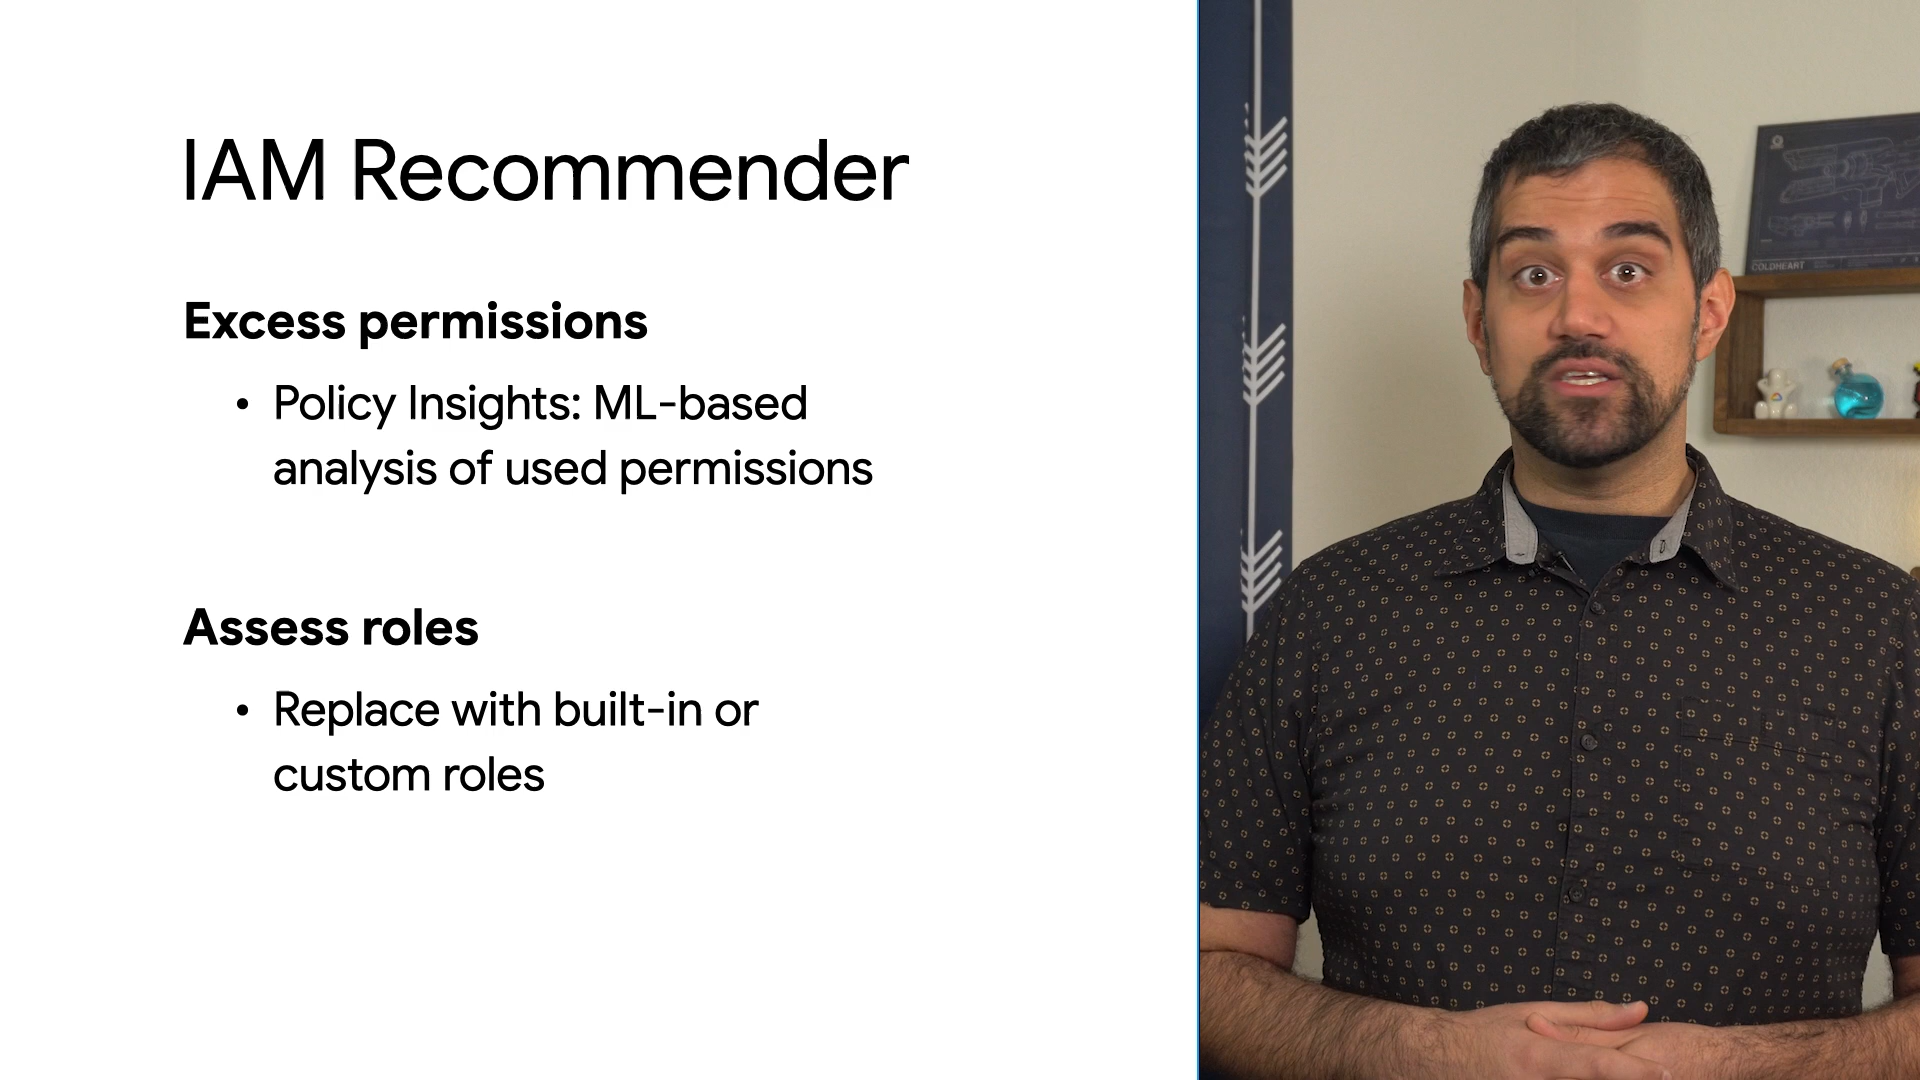 IAM Recommender
Excess permissions
• Policy Insights: ML-based
analysis of used permissions
Assess roles
• Replace with built-in or
custom roles
COLDHEART